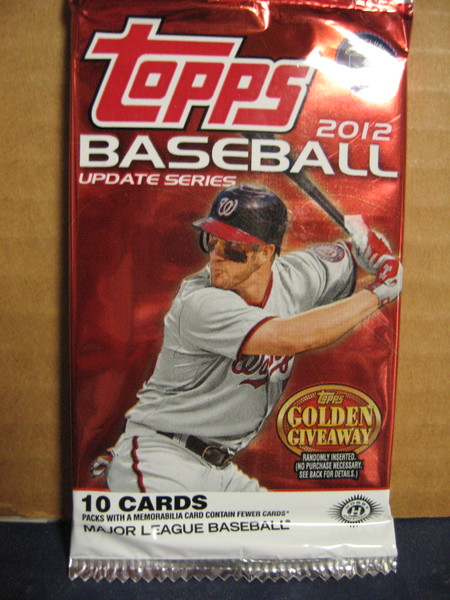 TOPPS
2012
BASEBALL
UPDATE SERIES
W
TOPPS
GOLDEN
GIVEAWAY
RANDOMLY INSERTED.
(NO PURCHASE NECESSARY.
SEE BACK FOR DETAILS.)
10 CARDS
PACKS WITH A MEMORABILIA CARD CONTAIN FEWER CARDS
MAJOR LEAGUE BASEBALL
H